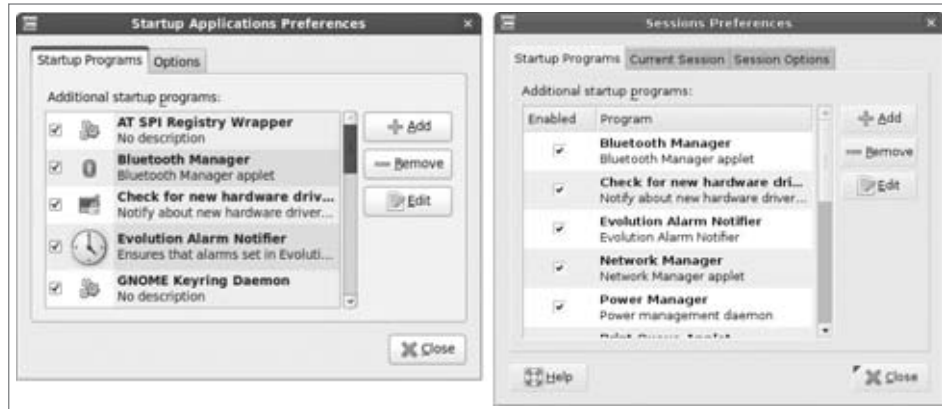 Startup Applications Preferences
Startup Programs Options
Additional startup programs:
AT SPI Registry Wrapper
No description
Bluetooth Manager
Bluetooth Manager applet
Check for new hardware driv...
Notify about new hardware driver...
Evolution Alarm Notifier
Ensures that alarms set in Evoluti...
GNOME Keyring Daemon
No description
Add
Remove
Edit
Close
Sessions Preferences
Startup Programs Current Session Session Options
Additional startup programs:
Enabled Program
Bluetooth Manager
Bluetooth Manager applet
Check for new hardware dri...
Notify about new hardware driver...
Evolution Alarm Notifier
Evolution Alarm Notifier
Network Manager
Network Manager applet
Power Manager
Power management daemon
Print Queue Applet
Add
Remove
Edit
Help
Close